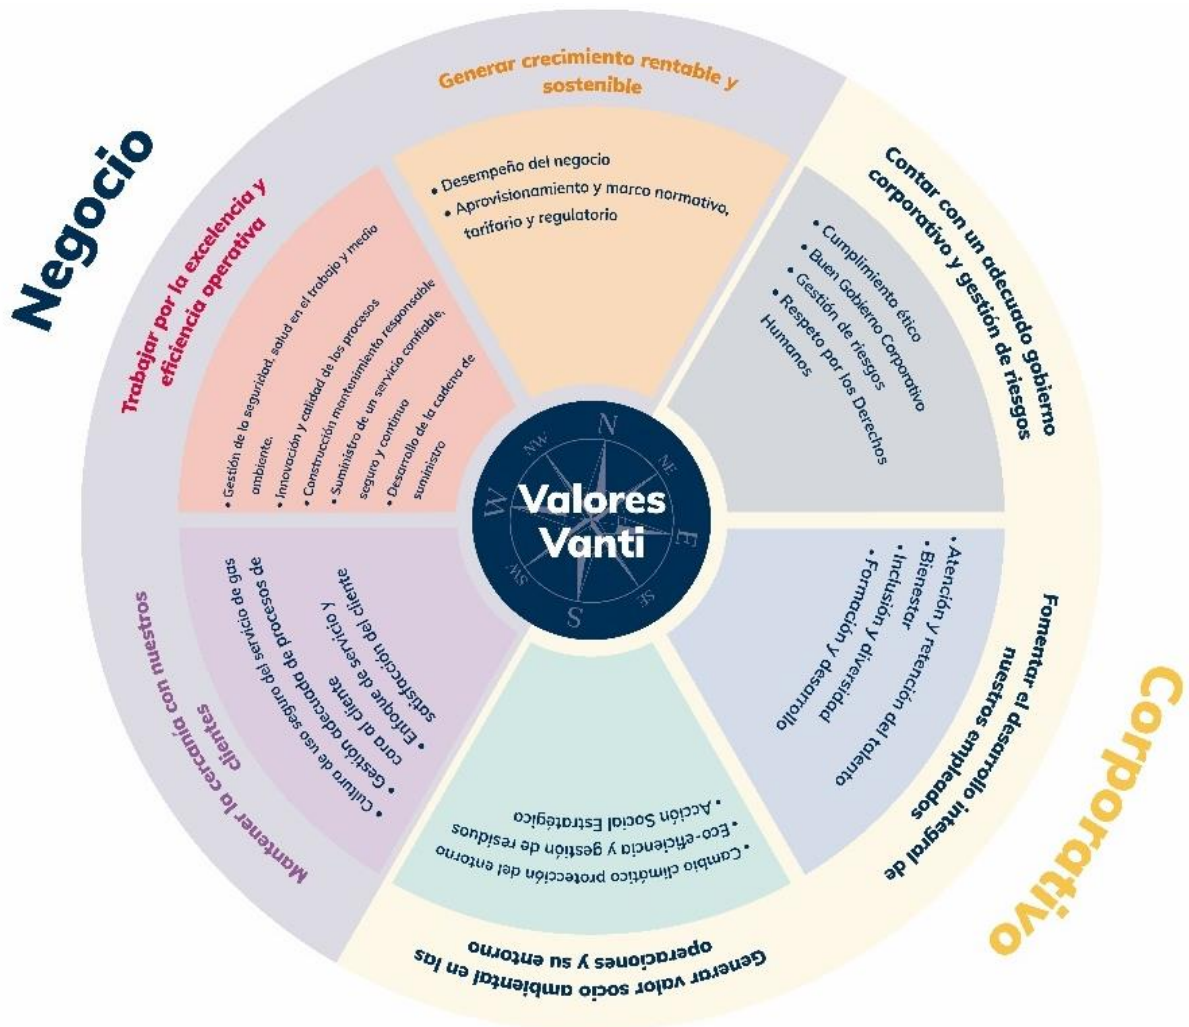 Negocio
Generar crecimiento rentable y
sostenible
• Desempeño del negocio
• Aprovisionamiento y marco normativo,
tarifario y regulatorio
Contar con un adecuado gobierno
corporativo y gestión de riesgos
• Cumplimiento ético
• Buen Gobierno Corporativo
• Gestión de riesgos
• Respeto por los Derechos
Humanos
Fomentar el desarrollo integral de
nuestros empleados
• Atención y retención del talento
• Bienestar
• Inclusión y diversidad
• Formación y desarrollo
Corporativo
Generar valor socio ambiental en las
operaciones y su entorno
• Cambio climático protección del entorno
• Eco-eficiencia y gestión de residuos
• Acción Social Estratégica
Mantener la cercanía con nuestros
clientes
• Cultura de uso seguro del servicio de gas
• Gestión adecuada de procesos de
cara al cliente
• Enfoque de servicio y
satisfacción del cliente
Trabajar por la excelencia y
eficiencia operativa
• Gestión de la seguridad, salud en el trabajo y medio
ambiente.
• Innovación y calidad de los procesos
• Construcción mantenimiento responsable
• Suministro de un servicio confiable,
seguro y continuo
• Desarrollo de la cadena de
suministro
Valores
Vanti
N
NE
E
SE
S
SW
W
NW